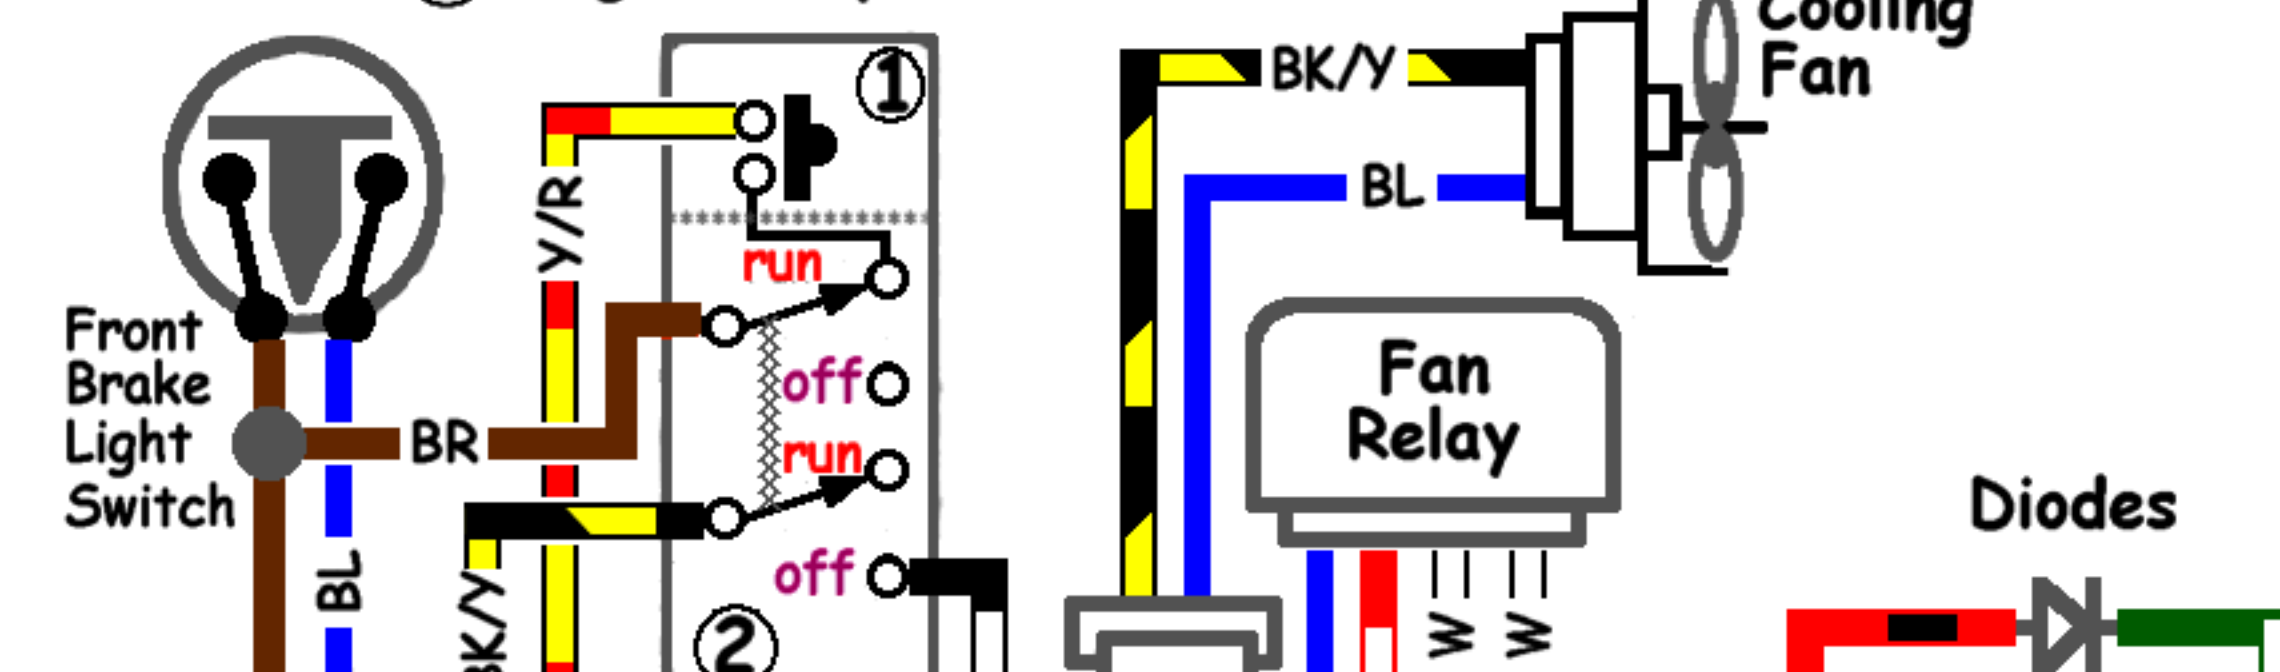 Cooling
Fan
BK/Y
1
Y/R
BL
run
Front
Brake
Light
Switch
off
BR
run
Fan
Relay
Diodes
off
BL
BK/Y
2
W
W